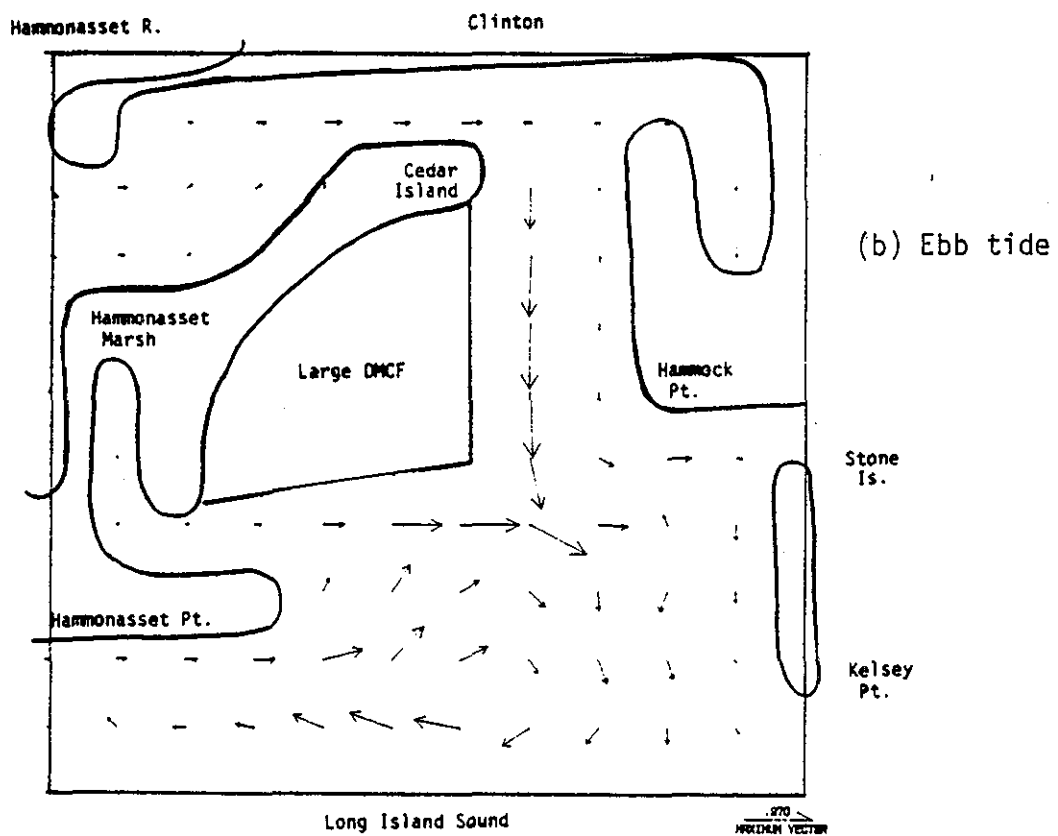 Hammonasset R.
Clinton
Cedar
Island
(b) Ebb tide
Hammonasset
Marsh
Large DMCF
Hammock
Pt.
Stone
Is.
Hammonasset Pt.
Kelsey
Pt.
Long Island Sound
.970
MAXIMUM VECTOR